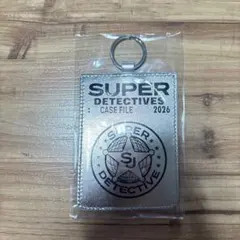 SUPER
DETECTIVES
: CASE FILE 2026
SUPER
SJ
DETECTIVE